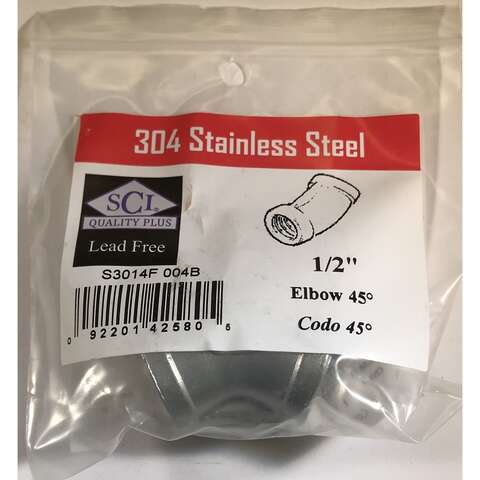 304 Stainless Steel
SCI
QUALITY PLUS
Lead Free
S3014F 004B
0 92201 42580 6
1/2"
Elbow 45°
Codo 45°